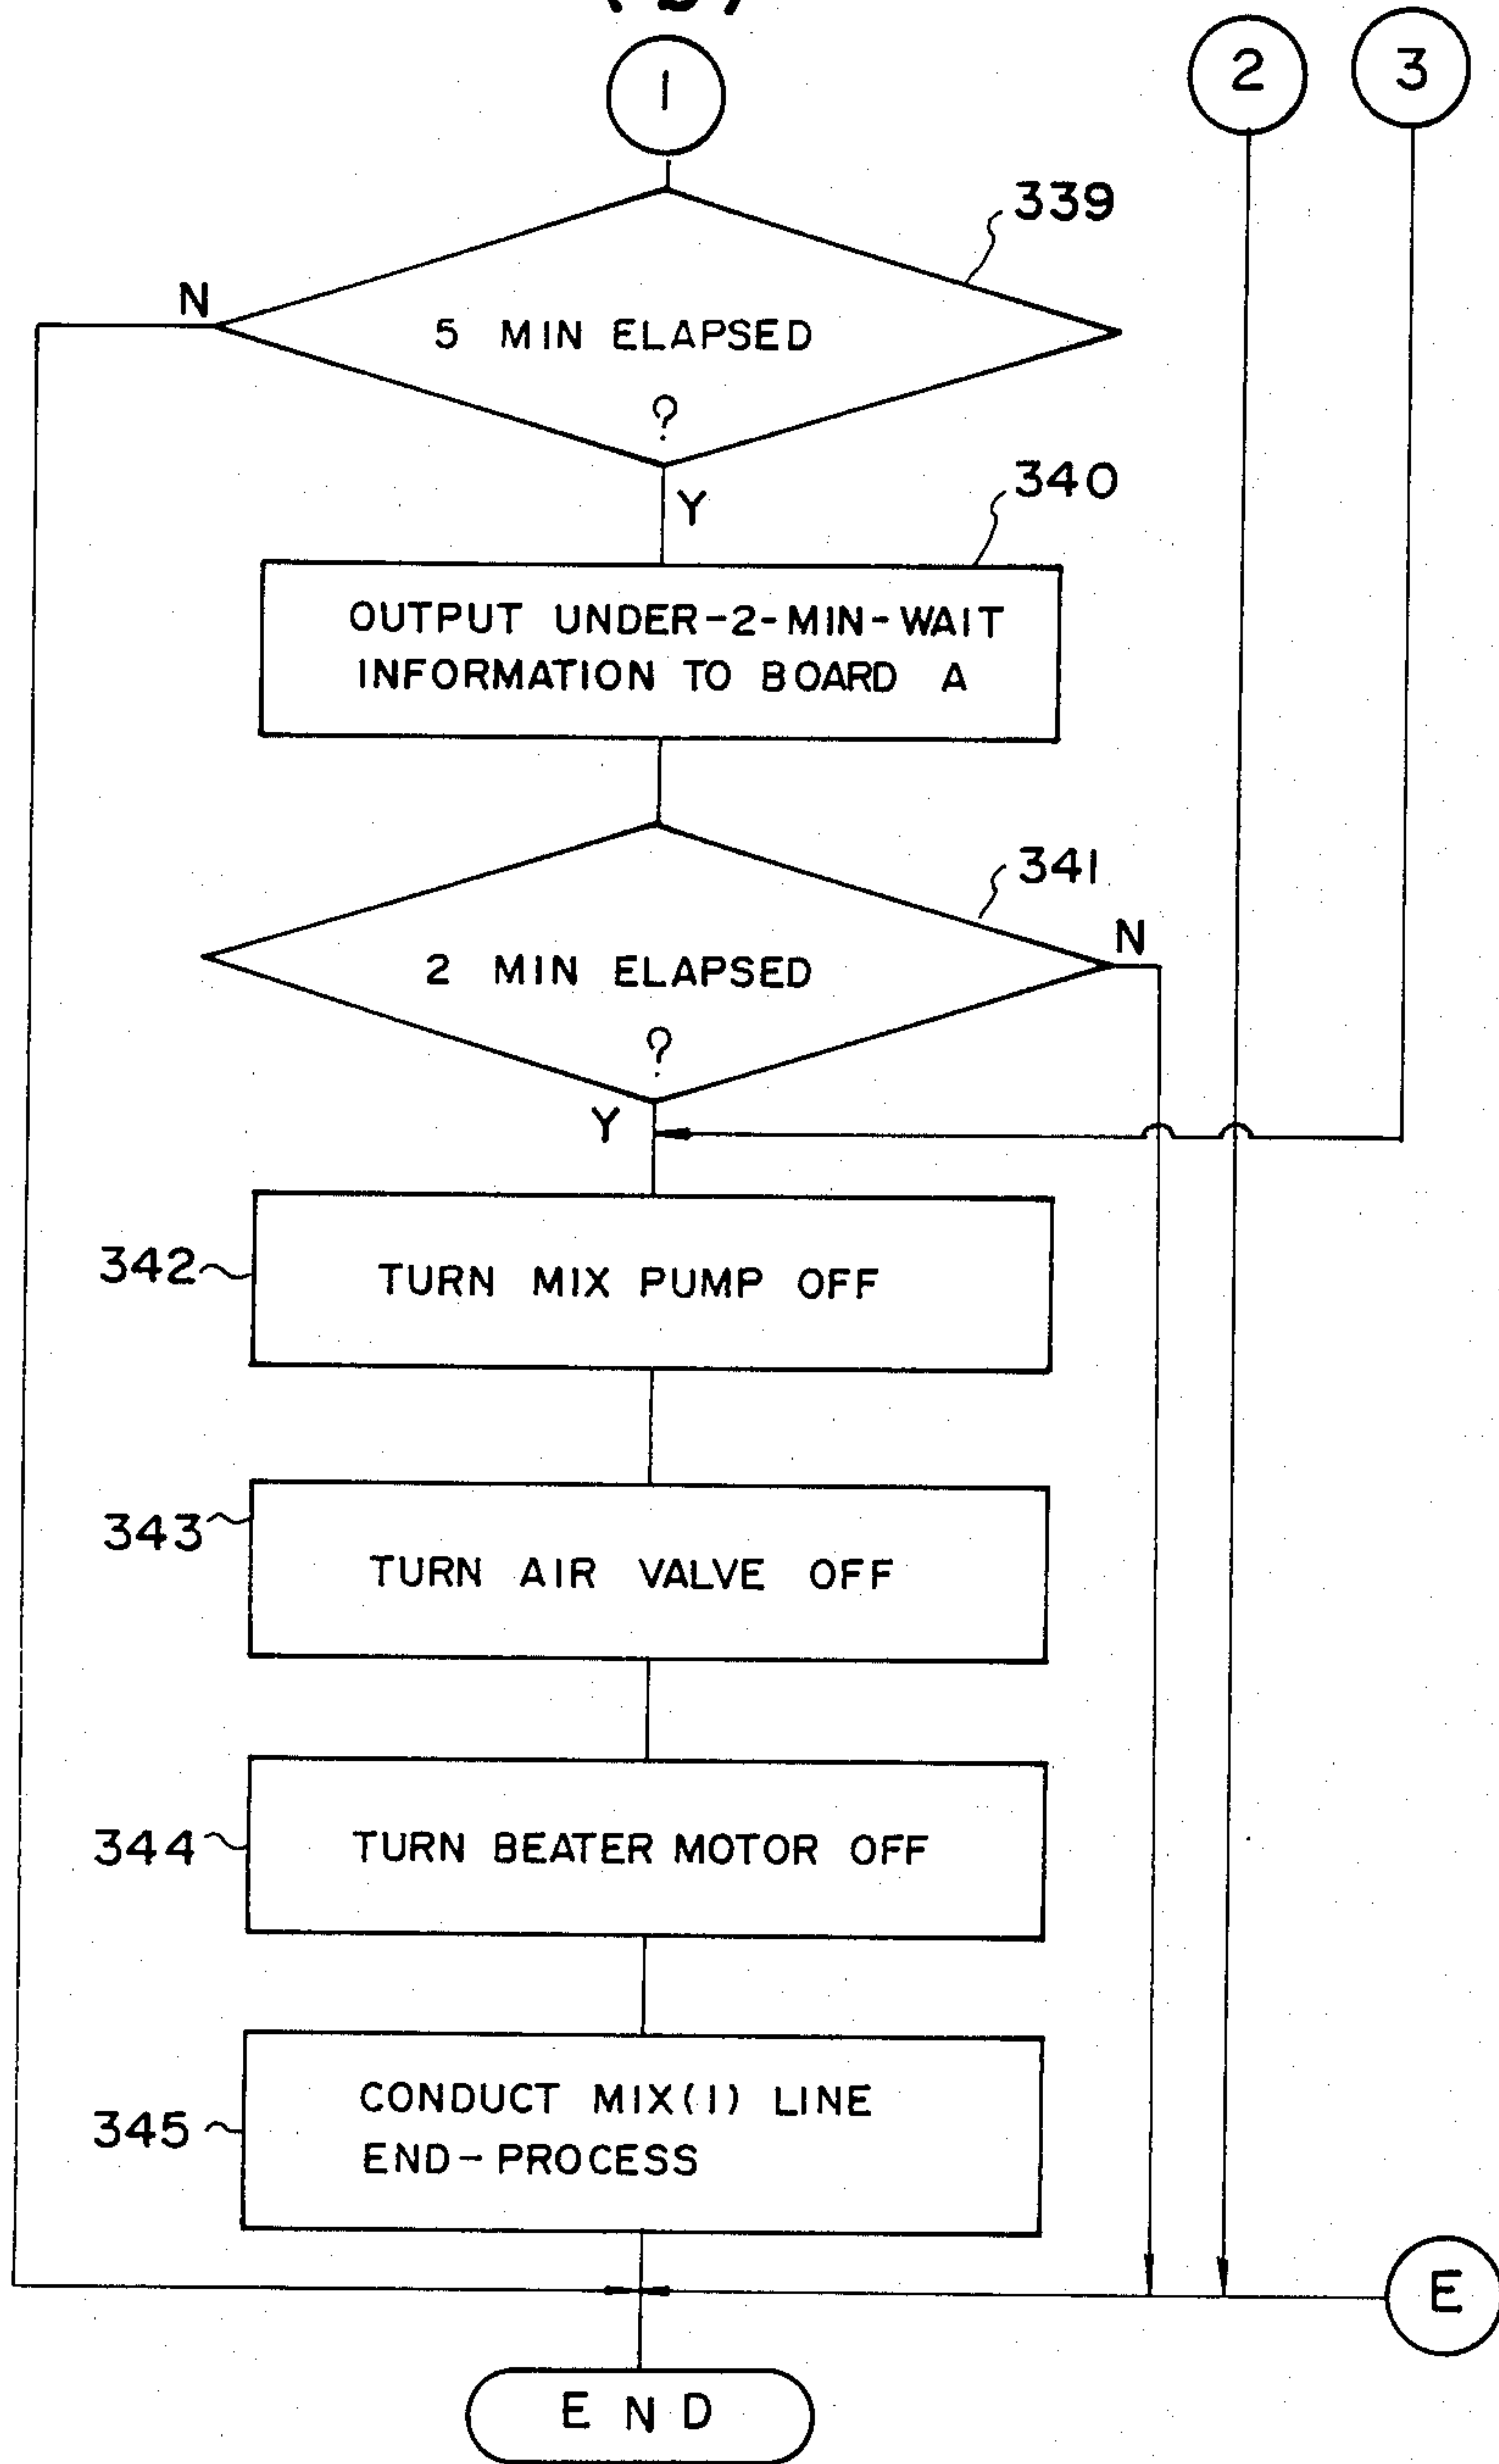 1
2
3
339
N
5 MIN ELAPSED
?
Y
340
OUTPUT UNDER-2-MIN-WAIT
INFORMATION TO BOARD A
341
N
2 MIN ELAPSED
?
Y
342
TURN MIX PUMP OFF
343
TURN AIR VALVE OFF
344
TURN BEATER MOTOR OFF
345
CONDUCT MIX(1) LINE
END-PROCESS
E
END